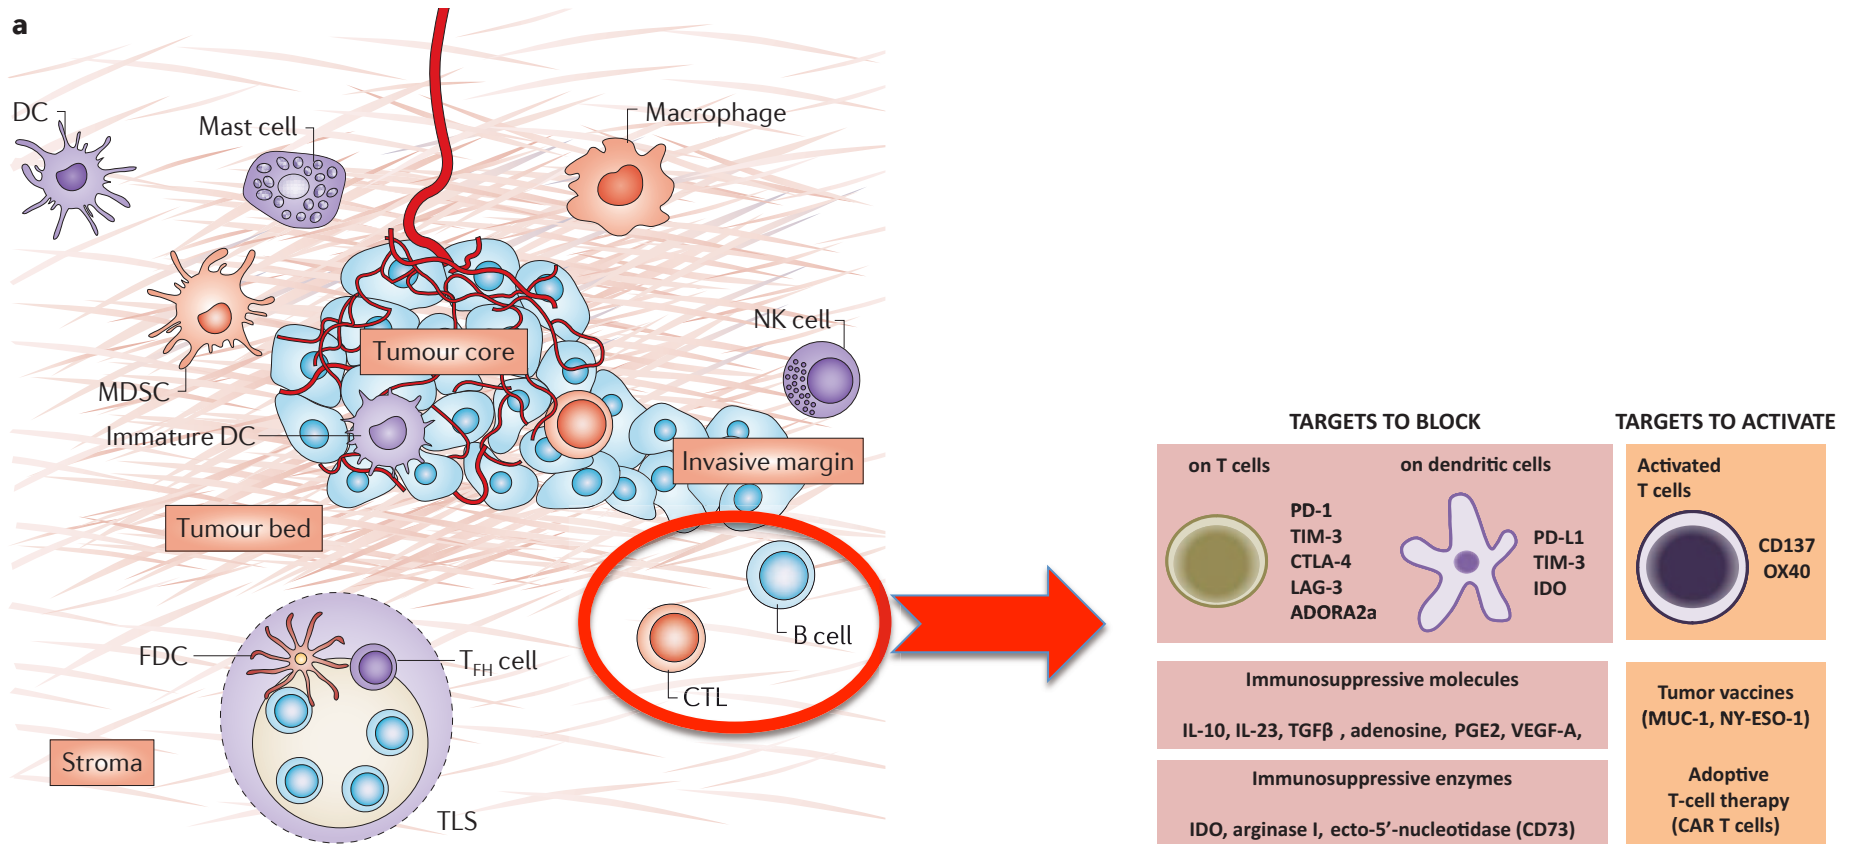 a
DC
Mast cell
Macrophage
NK cell
Tumour core
MDSC
Immature DC
Invasive margin
Tumour bed
B cell
FDC
TFH cell
CTL
Stroma
TLS
TARGETS TO BLOCK
on T cells
PD-1
TIM-3
CTLA-4
LAG-3
ADORA2a
on dendritic cells
PD-L1
TIM-3
IDO
TARGETS TO ACTIVATE
Activated
T cells
CD137
OX40
Immunosuppressive molecules
IL-10, IL-23, TGFβ , adenosine, PGE2, VEGF-A,
Immunosuppressive enzymes
IDO, arginase I, ecto-5’-nucleotidase (CD73)
Tumor vaccines
(MUC-1, NY-ESO-1)
Adoptive
T-cell therapy
(CAR T cells)